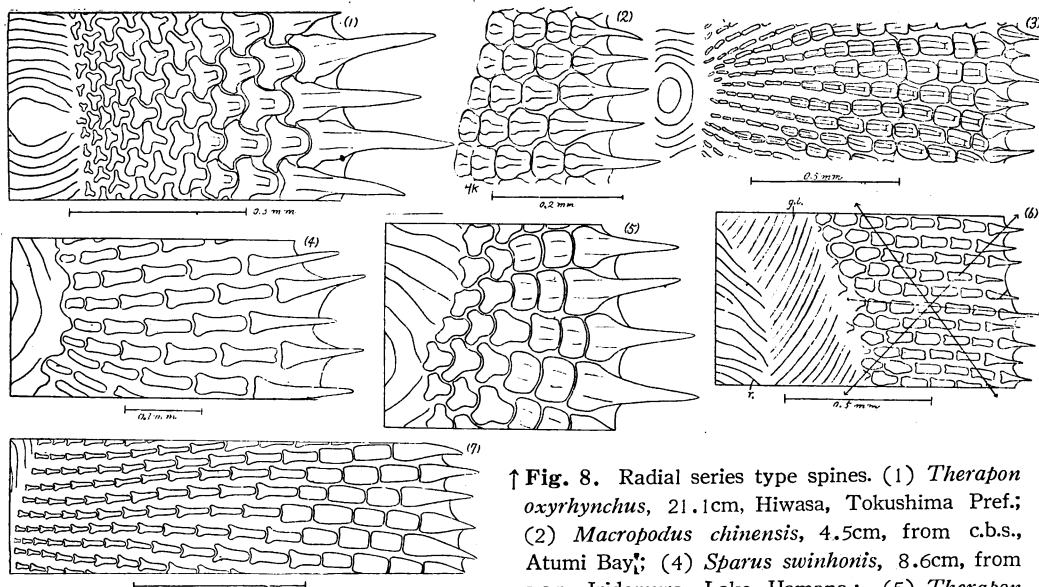 (1)
(2)
(3)
0.5 mm
4k
0.2 mm
0.5 mm
(4)
(5)
g.l.
(6)
0.1 m.m.
r.
0.5 mm
(7)
↑ Fig. 8. Radial series type spines. (1) Therapon
oxyrhynchus, 21.1cm, Hiwasa, Tokushima Pref.;
(2) Macropodus chinensis, 4.5cm, from c.b.s.,
Atumi Bay; (4) Sparus swinhonis, 8.6cm, from
Lake Hamana.; (5) Therapon